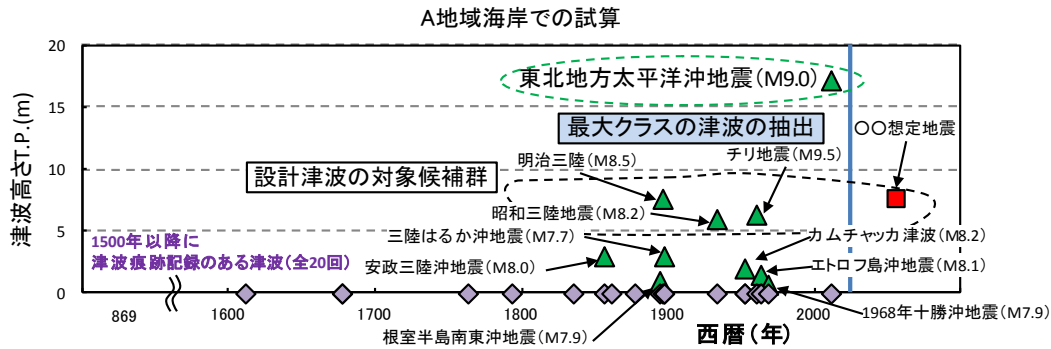 A地域海岸での試算
津波高さT.P.(m)
20
15
10
5
0
東北地方太平洋沖地震(M9.0)
最大クラスの津波の抽出
〇〇想定地震
明治三陸(M8.5)
チリ地震(M9.5)
設計津波の対象候補群
昭和三陸地震(M8.2)
三陸はるか沖地震(M7.7)
カムチャッカ津波(M8.2)
1500年以降に
津波痕跡記録のある津波(全20回)
安政三陸沖地震(M8.0)
エトロフ島沖地震(M8.1)
869
1600
1700
1800
1900
2000
根室半島南東沖地震(M7.9)
西暦(年)
1968年十勝沖地震(M7.9)